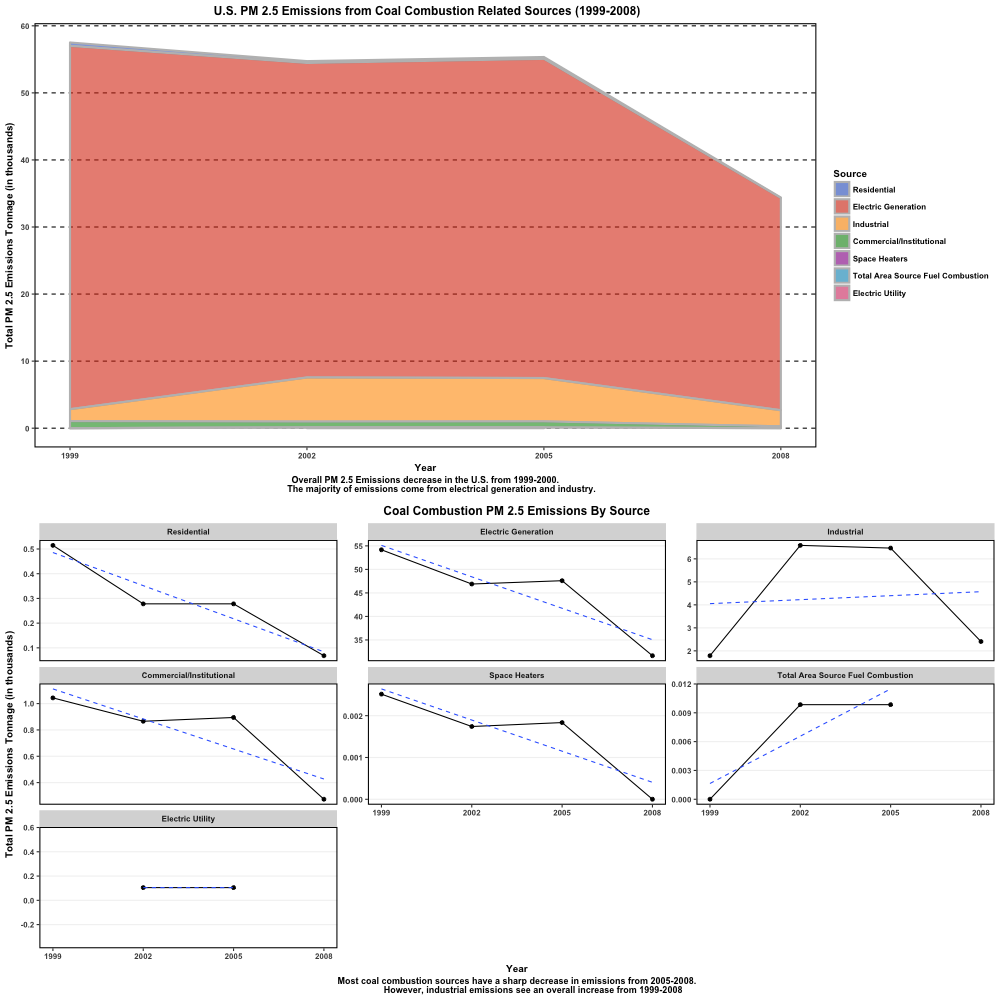 U.S. PM 2.5 Emissions from Coal Combustion Related Sources (1999-2008)
Total PM 2.5 Emissions Tonnage (in thousands)
60
50
40
30
20
10
0
1999
2002
2005
2008
Year
Overall PM 2.5 Emissions decrease in the U.S. from 1999-2000.
The majority of emissions come from electrical generation and industry.
Source
Residential
Electric Generation
Industrial
Commercial/Institutional
Space Heaters
Total Area Source Fuel Combustion
Electric Utility
Coal Combustion PM 2.5 Emissions By Source
Total PM 2.5 Emissions Tonnage (in thousands)
Residential
0.5
0.4
0.3
0.2
0.1
Electric Generation
55
50
45
40
35
Industrial
6
5
4
3
2
Commercial/Institutional
1.0
0.8
0.6
0.4
Space Heaters
0.002
0.001
0.000
1999
2002
2005
2008
Total Area Source Fuel Combustion
0.012
0.009
0.006
0.003
0.000
1999
2002
2005
2008
Electric Utility
0.6
0.4
0.2
0.0
-0.2
1999
2002
2005
2008
Year
Most coal combustion sources have a sharp decrease in emissions from 2005-2008.
However, industrial emissions see an overall increase from 1999-2008